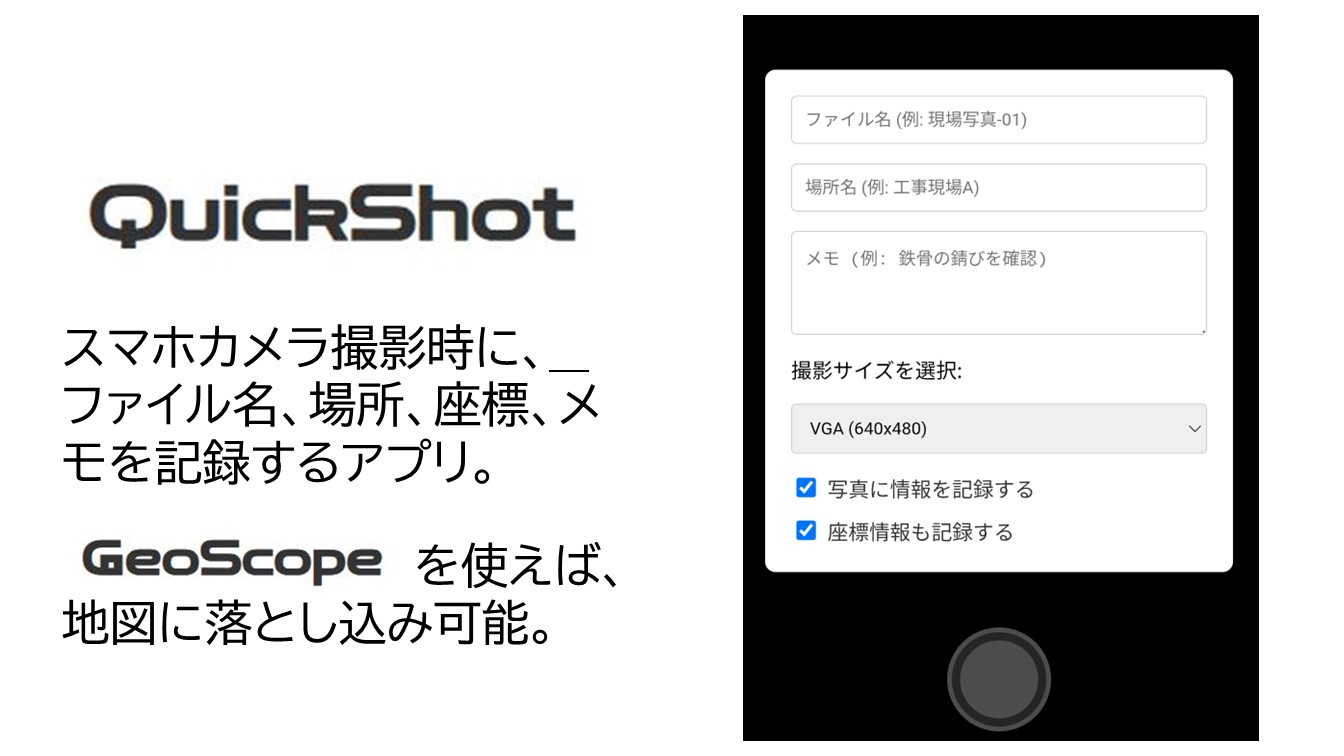 QuickShot
スマホカメラ撮影時に、__
ファイル名、場所、座標、メ
モを記録するアプリ。
GeoScope を使えば、
地図に落とし込み可能。
ファイル名 (例: 現場写真-01)
場所名 (例: 工事現場A)
メモ (例: 鉄骨の錆びを確認)
撮影サイズを選択:
VGA (640x480)
写真に情報を記録する
座標情報も記録する